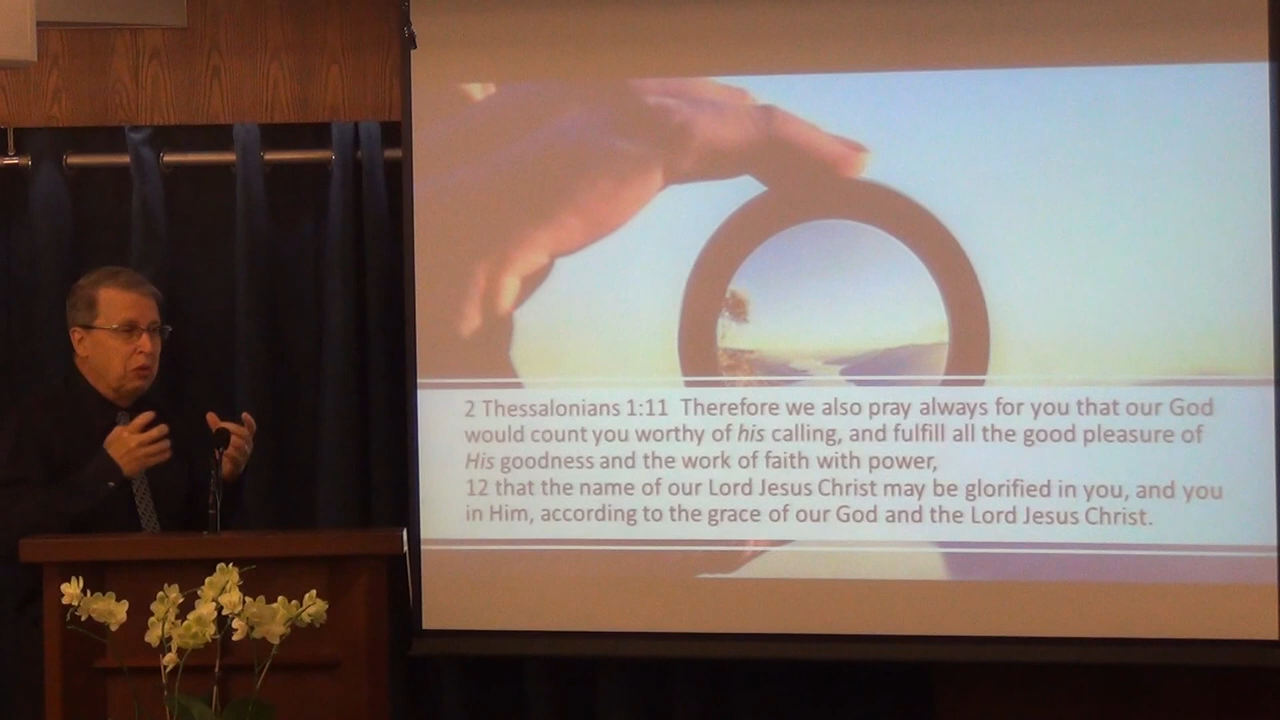 2 Thessalonians 1:11 Therefore we also pray always for you that our God
would count you worthy of his calling, and fulfill all the good pleasure of
His goodness and the work of faith with power,
12 that the name of our Lord Jesus Christ may be glorified in you, and you
in Him, according to the grace of our God and the Lord Jesus Christ.